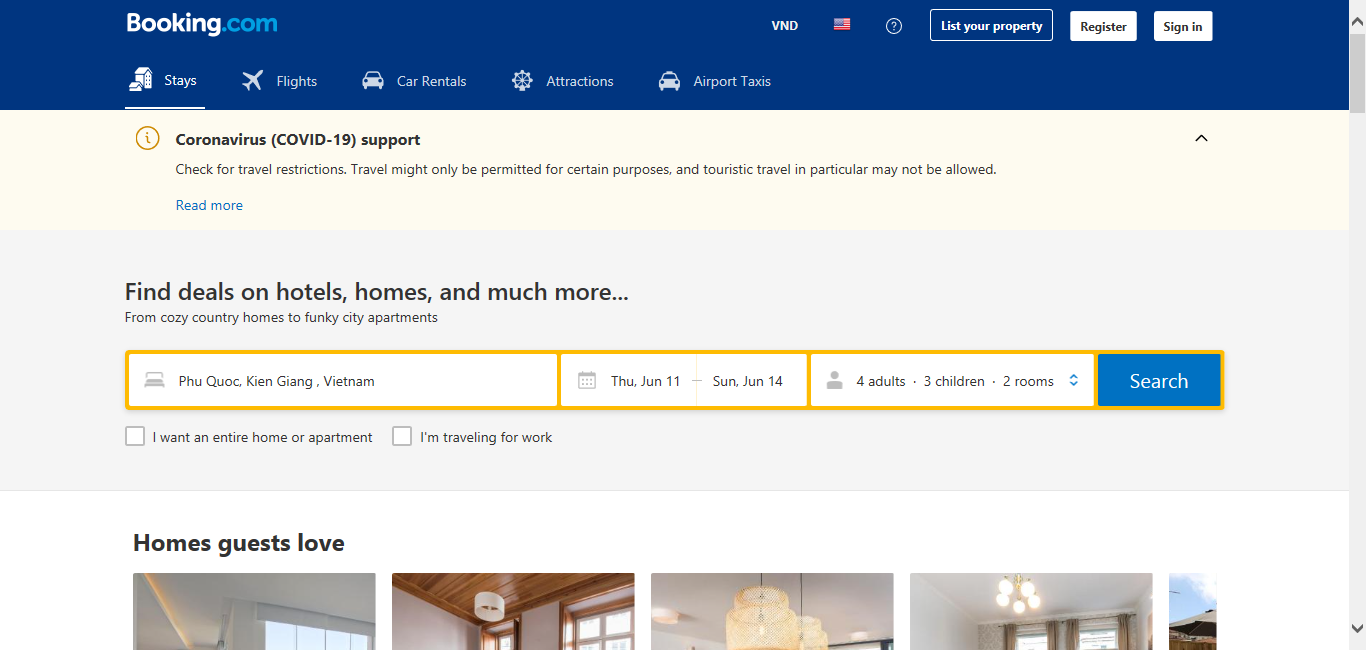 Booking.com
VND
List your property
Register
Sign in
Stays
Flights
Car Rentals
Attractions
Airport Taxis
Coronavirus (COVID-19) support
Check for travel restrictions. Travel might only be permitted for certain purposes, and touristic travel in particular may not be allowed.
Read more
Find deals on hotels, homes, and much more...
From cozy country homes to funky city apartments
Phu Quoc, Kien Giang , Vietnam
Thu, Jun 11 — Sun, Jun 14
4 adults · 3 children · 2 rooms
Search
I want an entire home or apartment
I'm traveling for work
Homes guests love